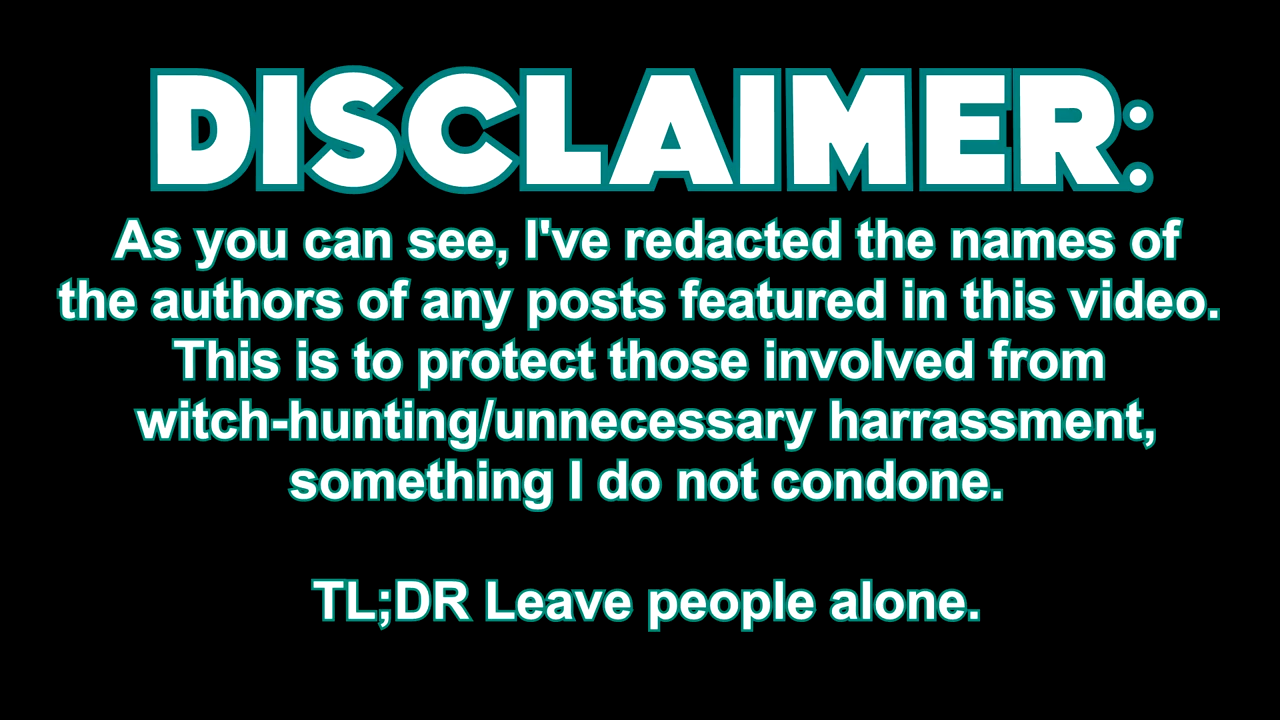 DISCLAIMER:
As you can see, I've redacted the names of
the authors of any posts featured in this video.
This is to protect those involved from
witch-hunting/unnecessary harrassment,
something I do not condone.
TL;DR Leave people alone.